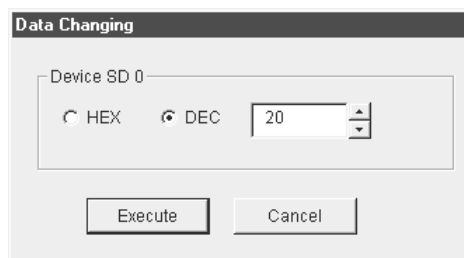 Data Changing
Device SD 0
HEX DEC 20
Execute Cancel